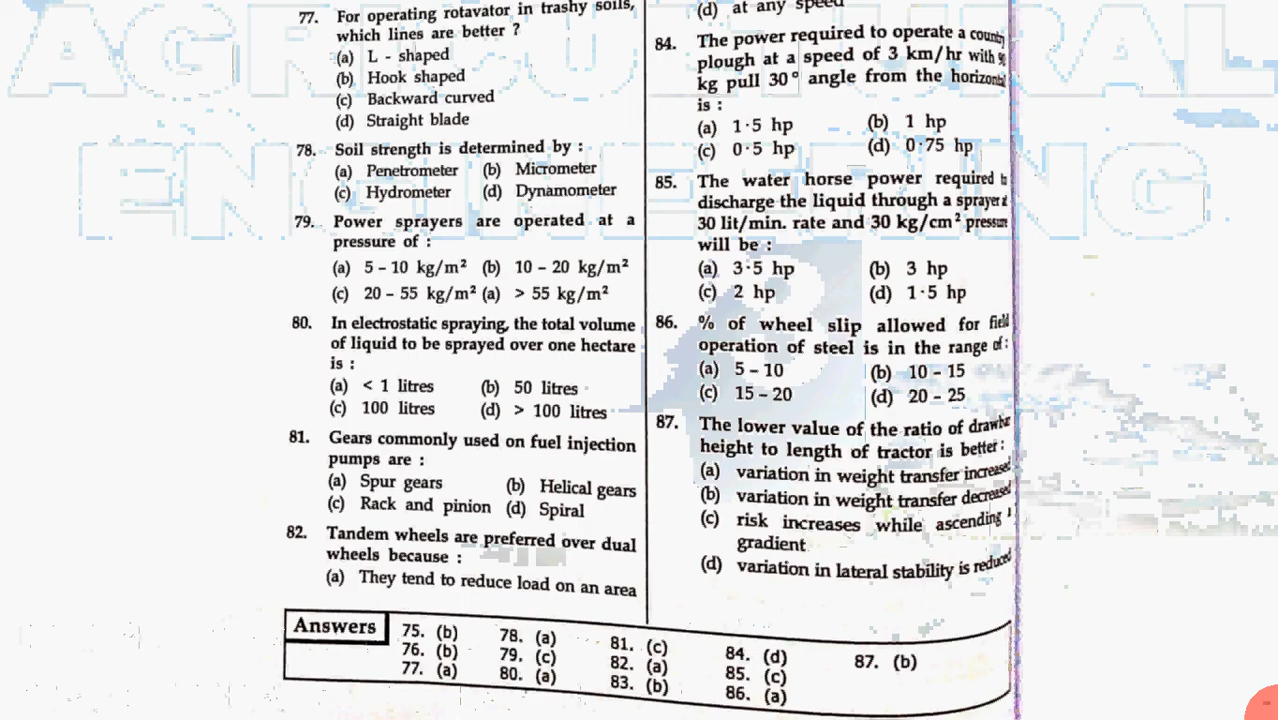 AGRICULTURAL
ENGINEERING
77. For operating rotavator in trashy soils,
which lines are better ?
(a) L - shaped
(b) Hook shaped
(c) Backward curved
(d) Straight blade
78. Soil strength is determined by :
(a) Penetrometer (b) Micrometer
(c) Hydrometer (d) Dynamometer
79. Power sprayers are operated at a
pressure of :
(a) 5 - 10 kg/m² (b) 10 - 20 kg/m²
(c) 20 - 55 kg/m² (a) > 55 kg/m²
80. In electrostatic spraying, the total volume
of liquid to be sprayed over one hectare
is :
(a) < 1 litres (b) 50 litres
(c) 100 litres (d) > 100 litres
81. Gears commonly used on fuel injection
pumps are :
(a) Spur gears (b) Helical gears
(c) Rack and pinion (d) Spiral
82. Tandem wheels are preferred over dual
wheels because :
(a) They tend to reduce load on an area
(d) at any speed
84. The power required to operate a country
plough at a speed of 3 km/hr with
kg pull 30° angle from the horizontal
is :
(a) 1·5 hp (b) 1 hp
(c) 0·5 hp (d) 0·75 hp
85. The water horse power required to
discharge the liquid through a sprayer at
30 lit/min. rate and 30 kg/cm² pressure
will be :
(a) 3·5 hp (b) 3 hp
(c) 2 hp (d) 1·5 hp
86. % of wheel slip allowed for field
operation of steel is in the range of :
(a) 5 - 10 (b) 10 - 15
(c) 15 - 20 (d) 20 - 25
87. The lower value of the ratio of drawbar
height to length of tractor is better :
(a) variation in weight transfer increased
(b) variation in weight transfer decreased
(c) risk increases while ascending
gradient
(d) variation in lateral stability is reduced
Answers
75. (b) 78. (a) 81. (c) 84. (d) 87. (b)
76. (b) 79. (c) 82. (a) 85. (c)
77. (a) 80. (a) 83. (b) 86. (a)